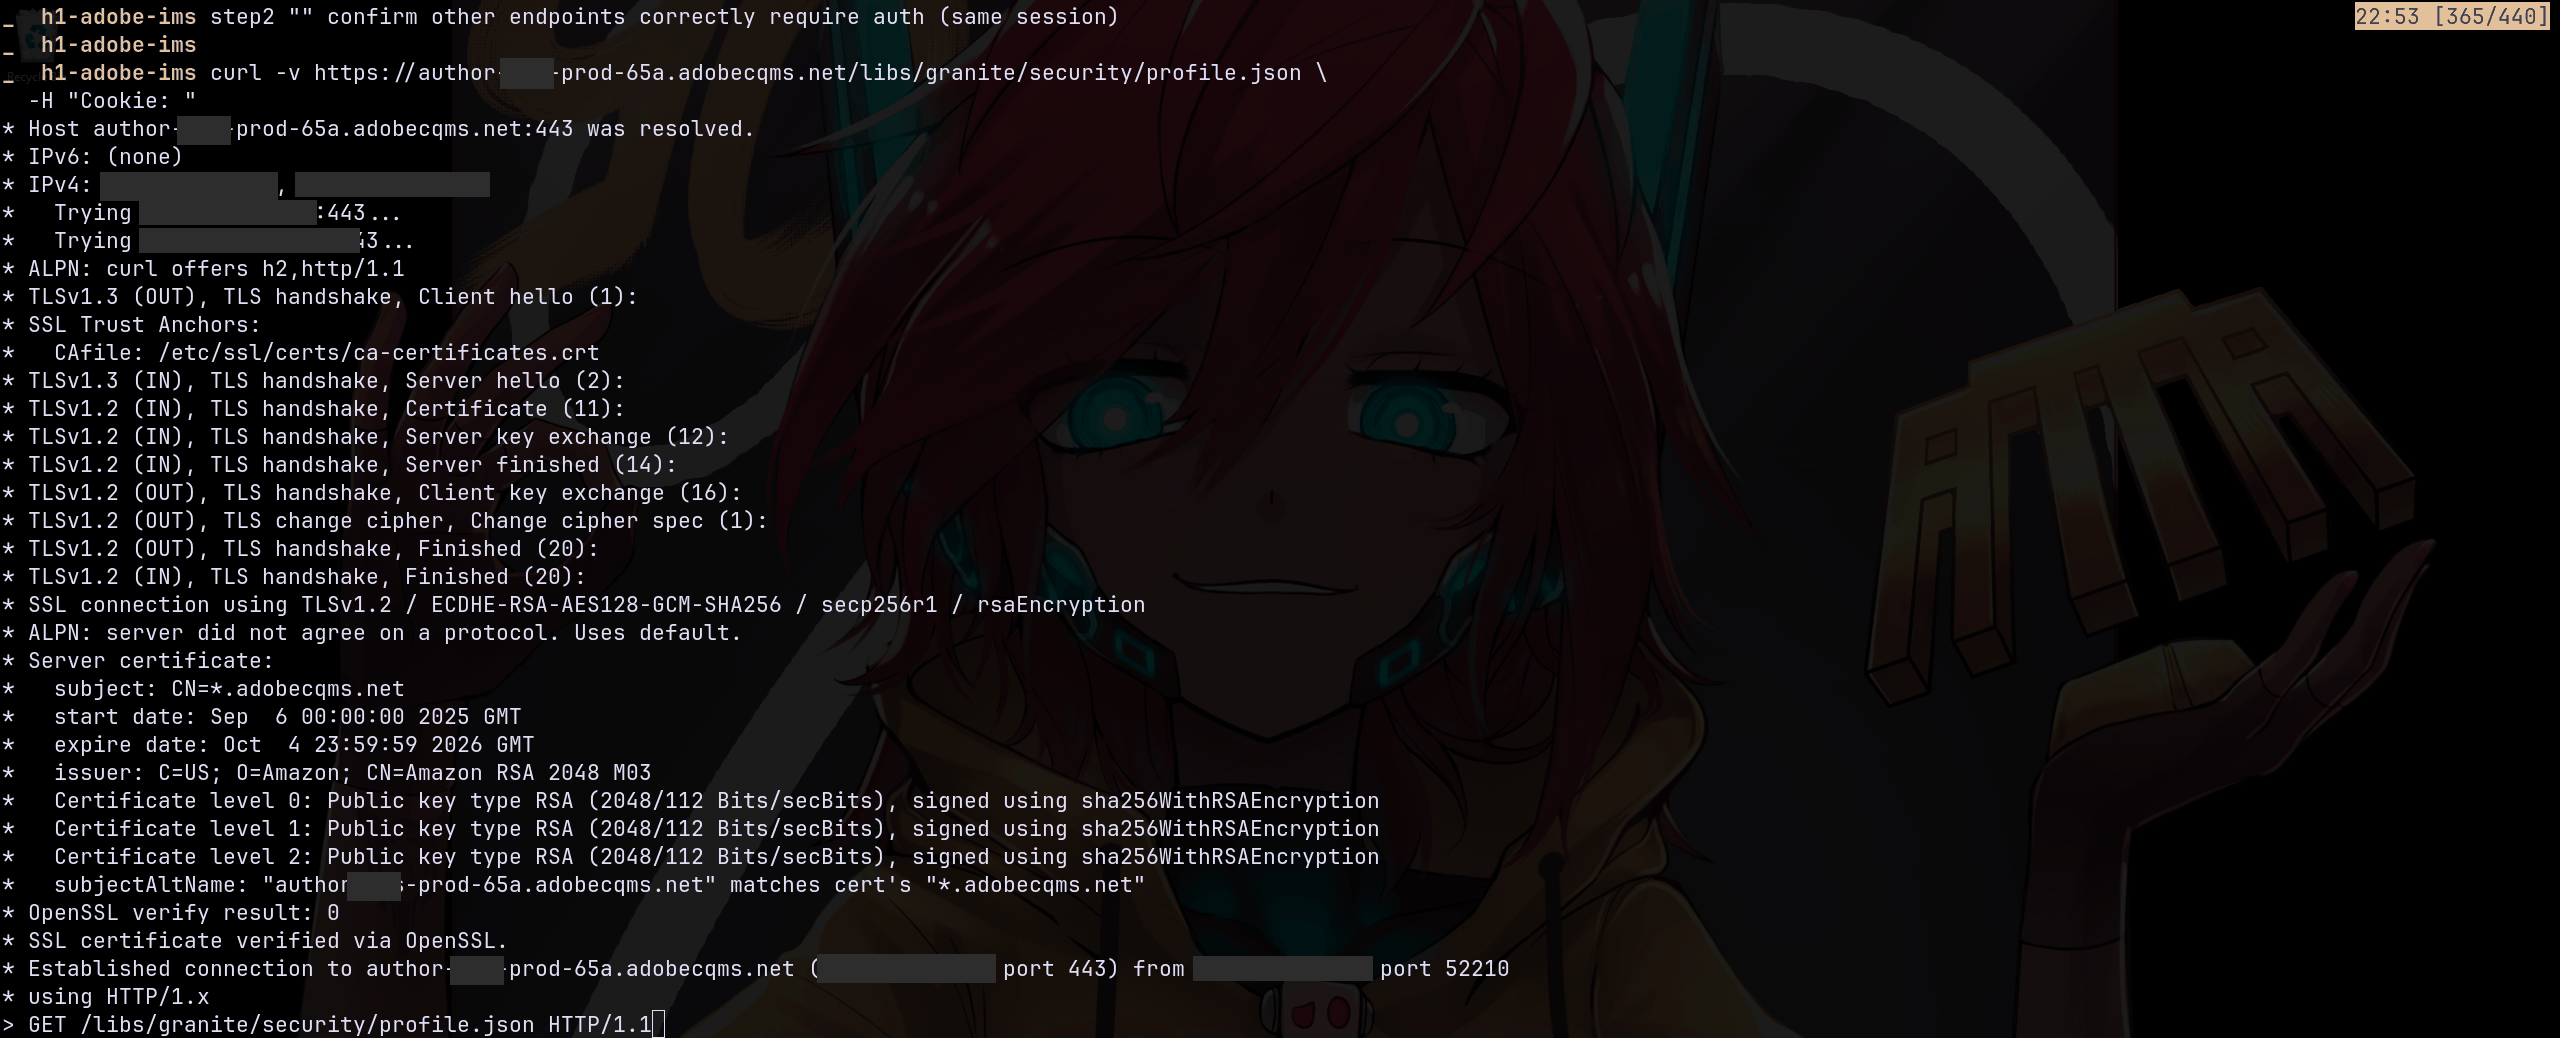 _  h1-adobe-ims step2 "" confirm other endpoints correctly require auth (same session)
22:53 [365/440]
_  h1-adobe-ims
_  h1-adobe-ims curl -v https://author- -prod-65a.adobecqms.net/libs/granite/security/profile.json \
-H "Cookie: "
* Host author- -prod-65a.adobecqms.net:443 was resolved.
* IPv6: (none)
* IPv4: ,
*   Trying :443...
*   Trying 43...
* ALPN: curl offers h2,http/1.1
* TLSv1.3 (OUT), TLS handshake, Client hello (1):
* SSL Trust Anchors:
*   CAfile: /etc/ssl/certs/ca-certificates.crt
* TLSv1.3 (IN), TLS handshake, Server hello (2):
* TLSv1.2 (IN), TLS handshake, Certificate (11):
* TLSv1.2 (IN), TLS handshake, Server key exchange (12):
* TLSv1.2 (IN), TLS handshake, Server finished (14):
* TLSv1.2 (OUT), TLS handshake, Client key exchange (16):
* TLSv1.2 (OUT), TLS change cipher, Change cipher spec (1):
* TLSv1.2 (OUT), TLS handshake, Finished (20):
* TLSv1.2 (IN), TLS handshake, Finished (20):
* SSL connection using TLSv1.2 / ECDHE-RSA-AES128-GCM-SHA256 / secp256r1 / rsaEncryption
* ALPN: server did not agree on a protocol. Uses default.
* Server certificate:
*   subject: CN=*.adobecqms.net
*   start date: Sep  6 00:00:00 2025 GMT
*   expire date: Oct  4 23:59:59 2026 GMT
*   issuer: C=US; O=Amazon; CN=Amazon RSA 2048 M03
*   Certificate level 0: Public key type RSA (2048/112 Bits/secBits), signed using sha256WithRSAEncryption
*   Certificate level 1: Public key type RSA (2048/112 Bits/secBits), signed using sha256WithRSAEncryption
*   Certificate level 2: Public key type RSA (2048/112 Bits/secBits), signed using sha256WithRSAEncryption
*   subjectAltName: "author s-prod-65a.adobecqms.net" matches cert's "*.adobecqms.net"
* OpenSSL verify result: 0
* SSL certificate verified via OpenSSL.
* Established connection to author- -prod-65a.adobecqms.net ( port 443) from port 52210
* using HTTP/1.x
> GET /libs/granite/security/profile.json HTTP/1.1